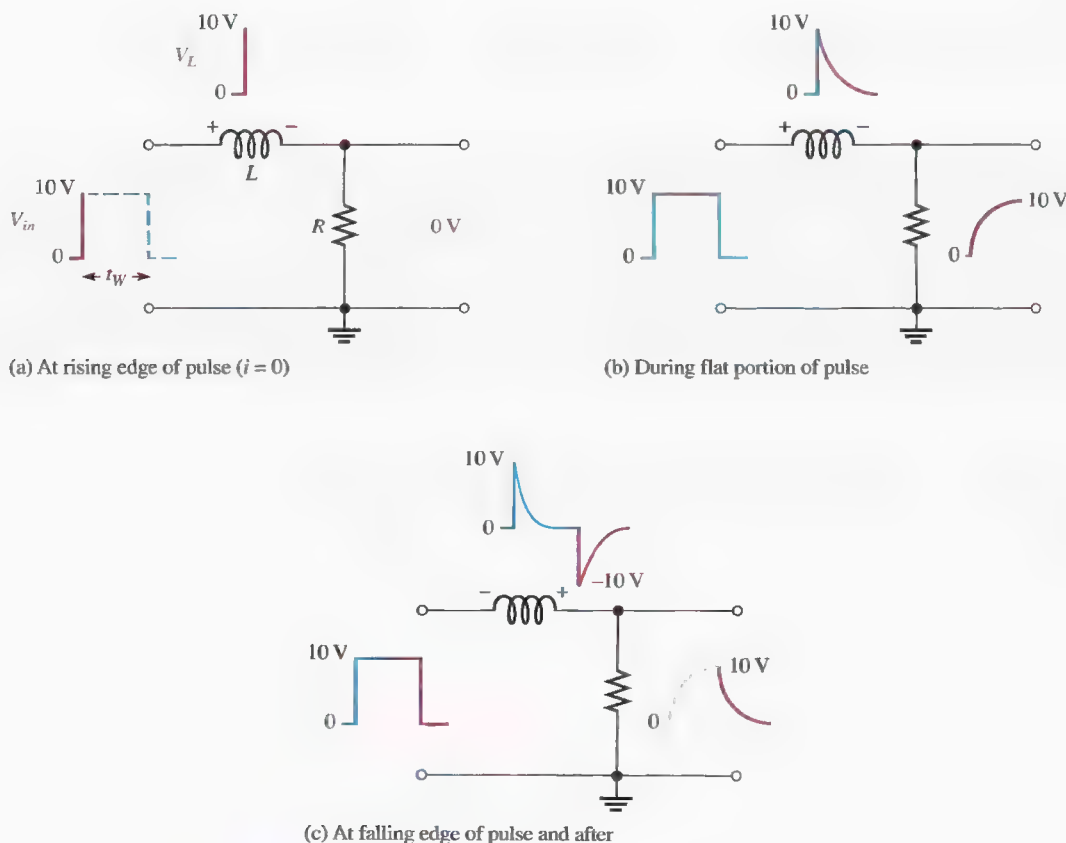 10 V
V_L
0
+ −
L
10 V
V_in
0
t_W
R
0 V
(a) At rising edge of pulse (i = 0)
10 V
0
+ −
10 V
0
10 V
0
(b) During flat portion of pulse
10 V
0
−10 V
− +
10 V
0
10 V
0
(c) At falling edge of pulse and after